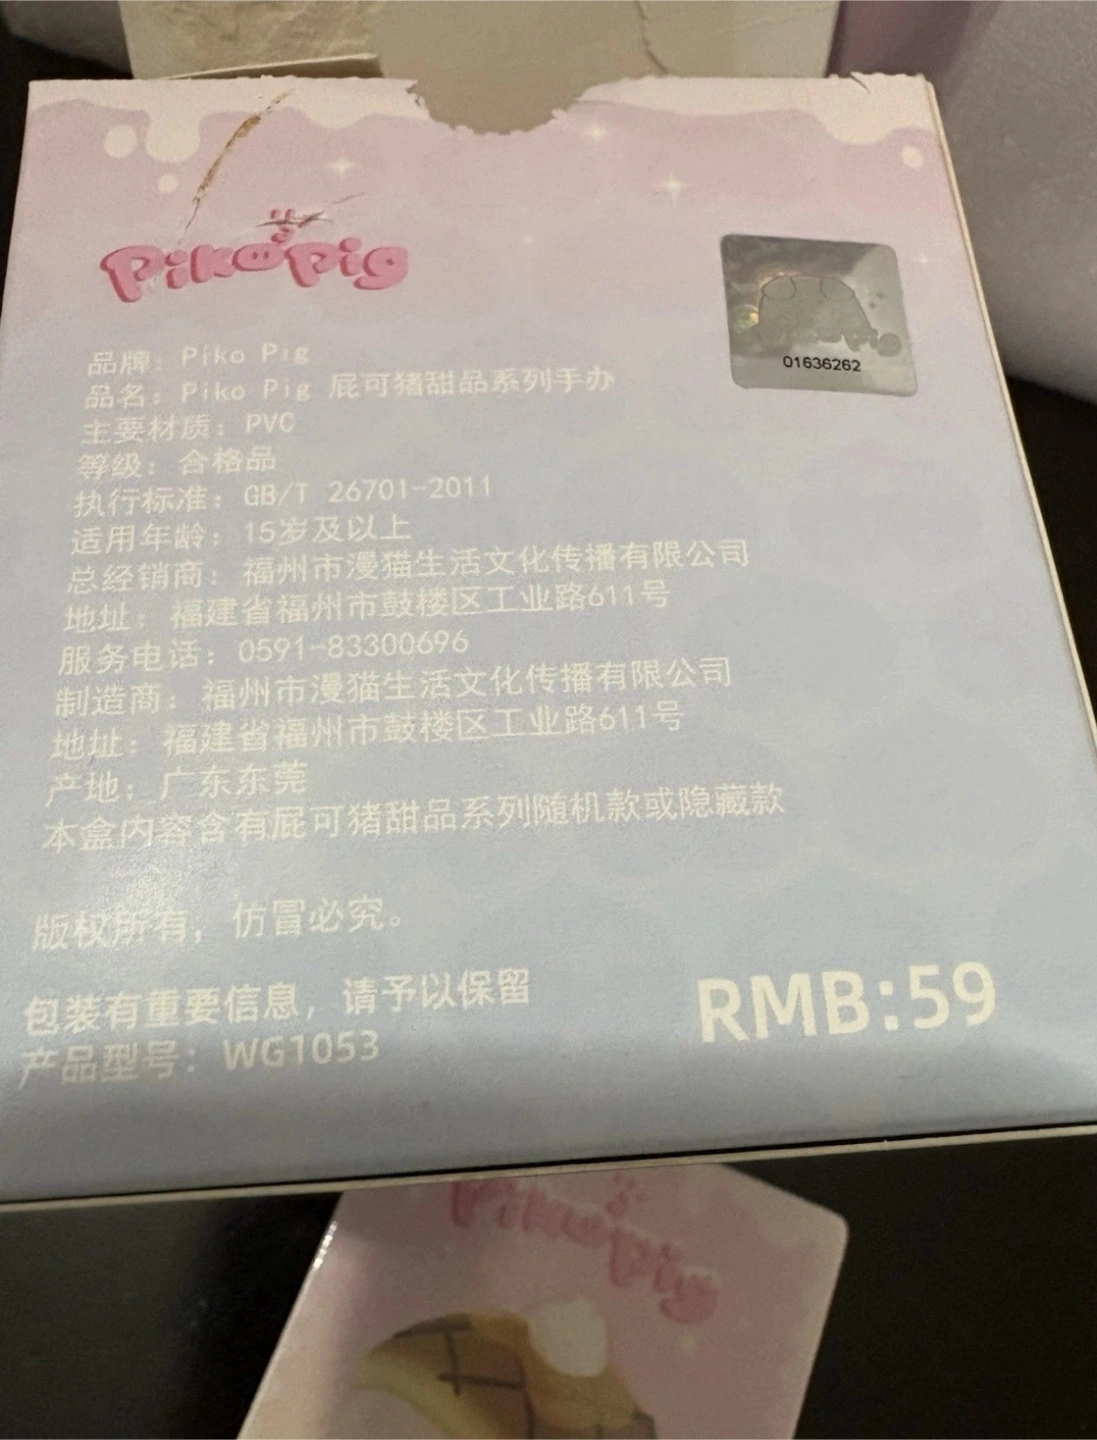 PikoPig
01636262
品牌：Piko Pig
品名：Piko Pig 屁可猪甜品系列手办
主要材质：PVC
等级：合格品
执行标准：GB/T 26701-2011
适用年龄：15岁及以上
总经销商：福州市漫猫生活文化传播有限公司
地址：福建省福州市鼓楼区工业路611号
服务电话：0591-83300696
制造商：福州市漫猫生活文化传播有限公司
地址：福建省福州市鼓楼区工业路611号
产地：广东东莞
本盒内容含有屁可猪甜品系列随机款或隐藏款
版权所有，仿冒必究。
包装有重要信息，请予以保留
产品型号：WG1053
RMB:59
PikoPig